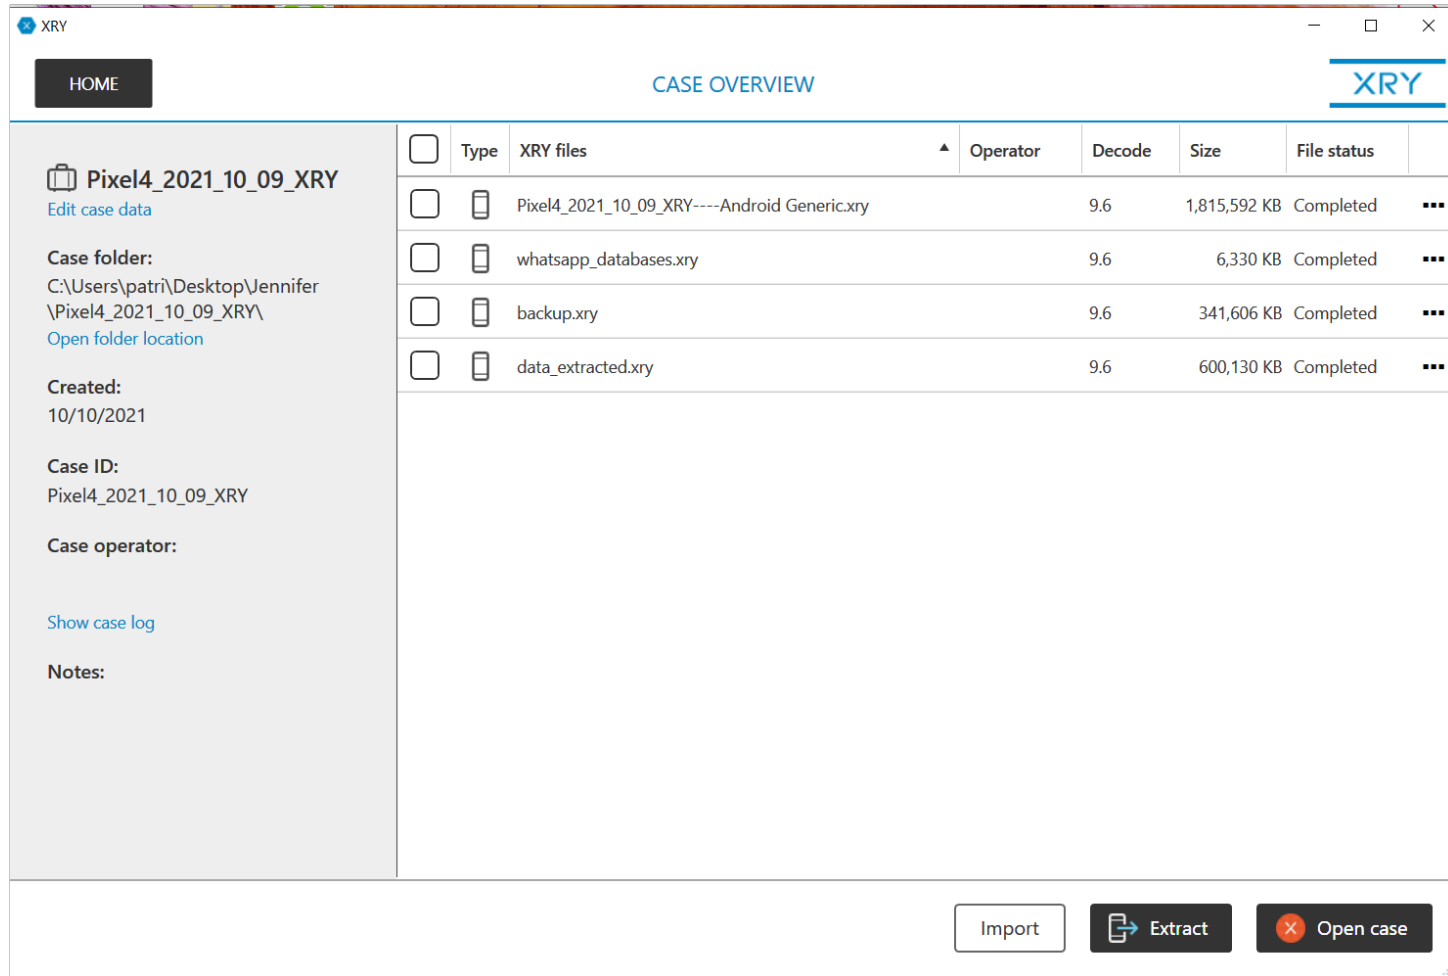 XRY
HOME
CASE OVERVIEW
XRY
Pixel4_2021_10_09_XRY
Edit case data
Case folder:
C:\Users\patri\Desktop\Jennifer
\Pixel4_2021_10_09_XRY\
Open folder location
Created:
10/10/2021
Case ID:
Pixel4_2021_10_09_XRY
Case operator:
Show case log
Notes:
Type XRY files Operator Decode Size File status
Pixel4_2021_10_09_XRY----Android Generic.xry 9.6 1,815,592 KB Completed
whatsapp_databases.xry 9.6 6,330 KB Completed
backup.xry 9.6 341,606 KB Completed
data_extracted.xry 9.6 600,130 KB Completed
Import Extract Open case